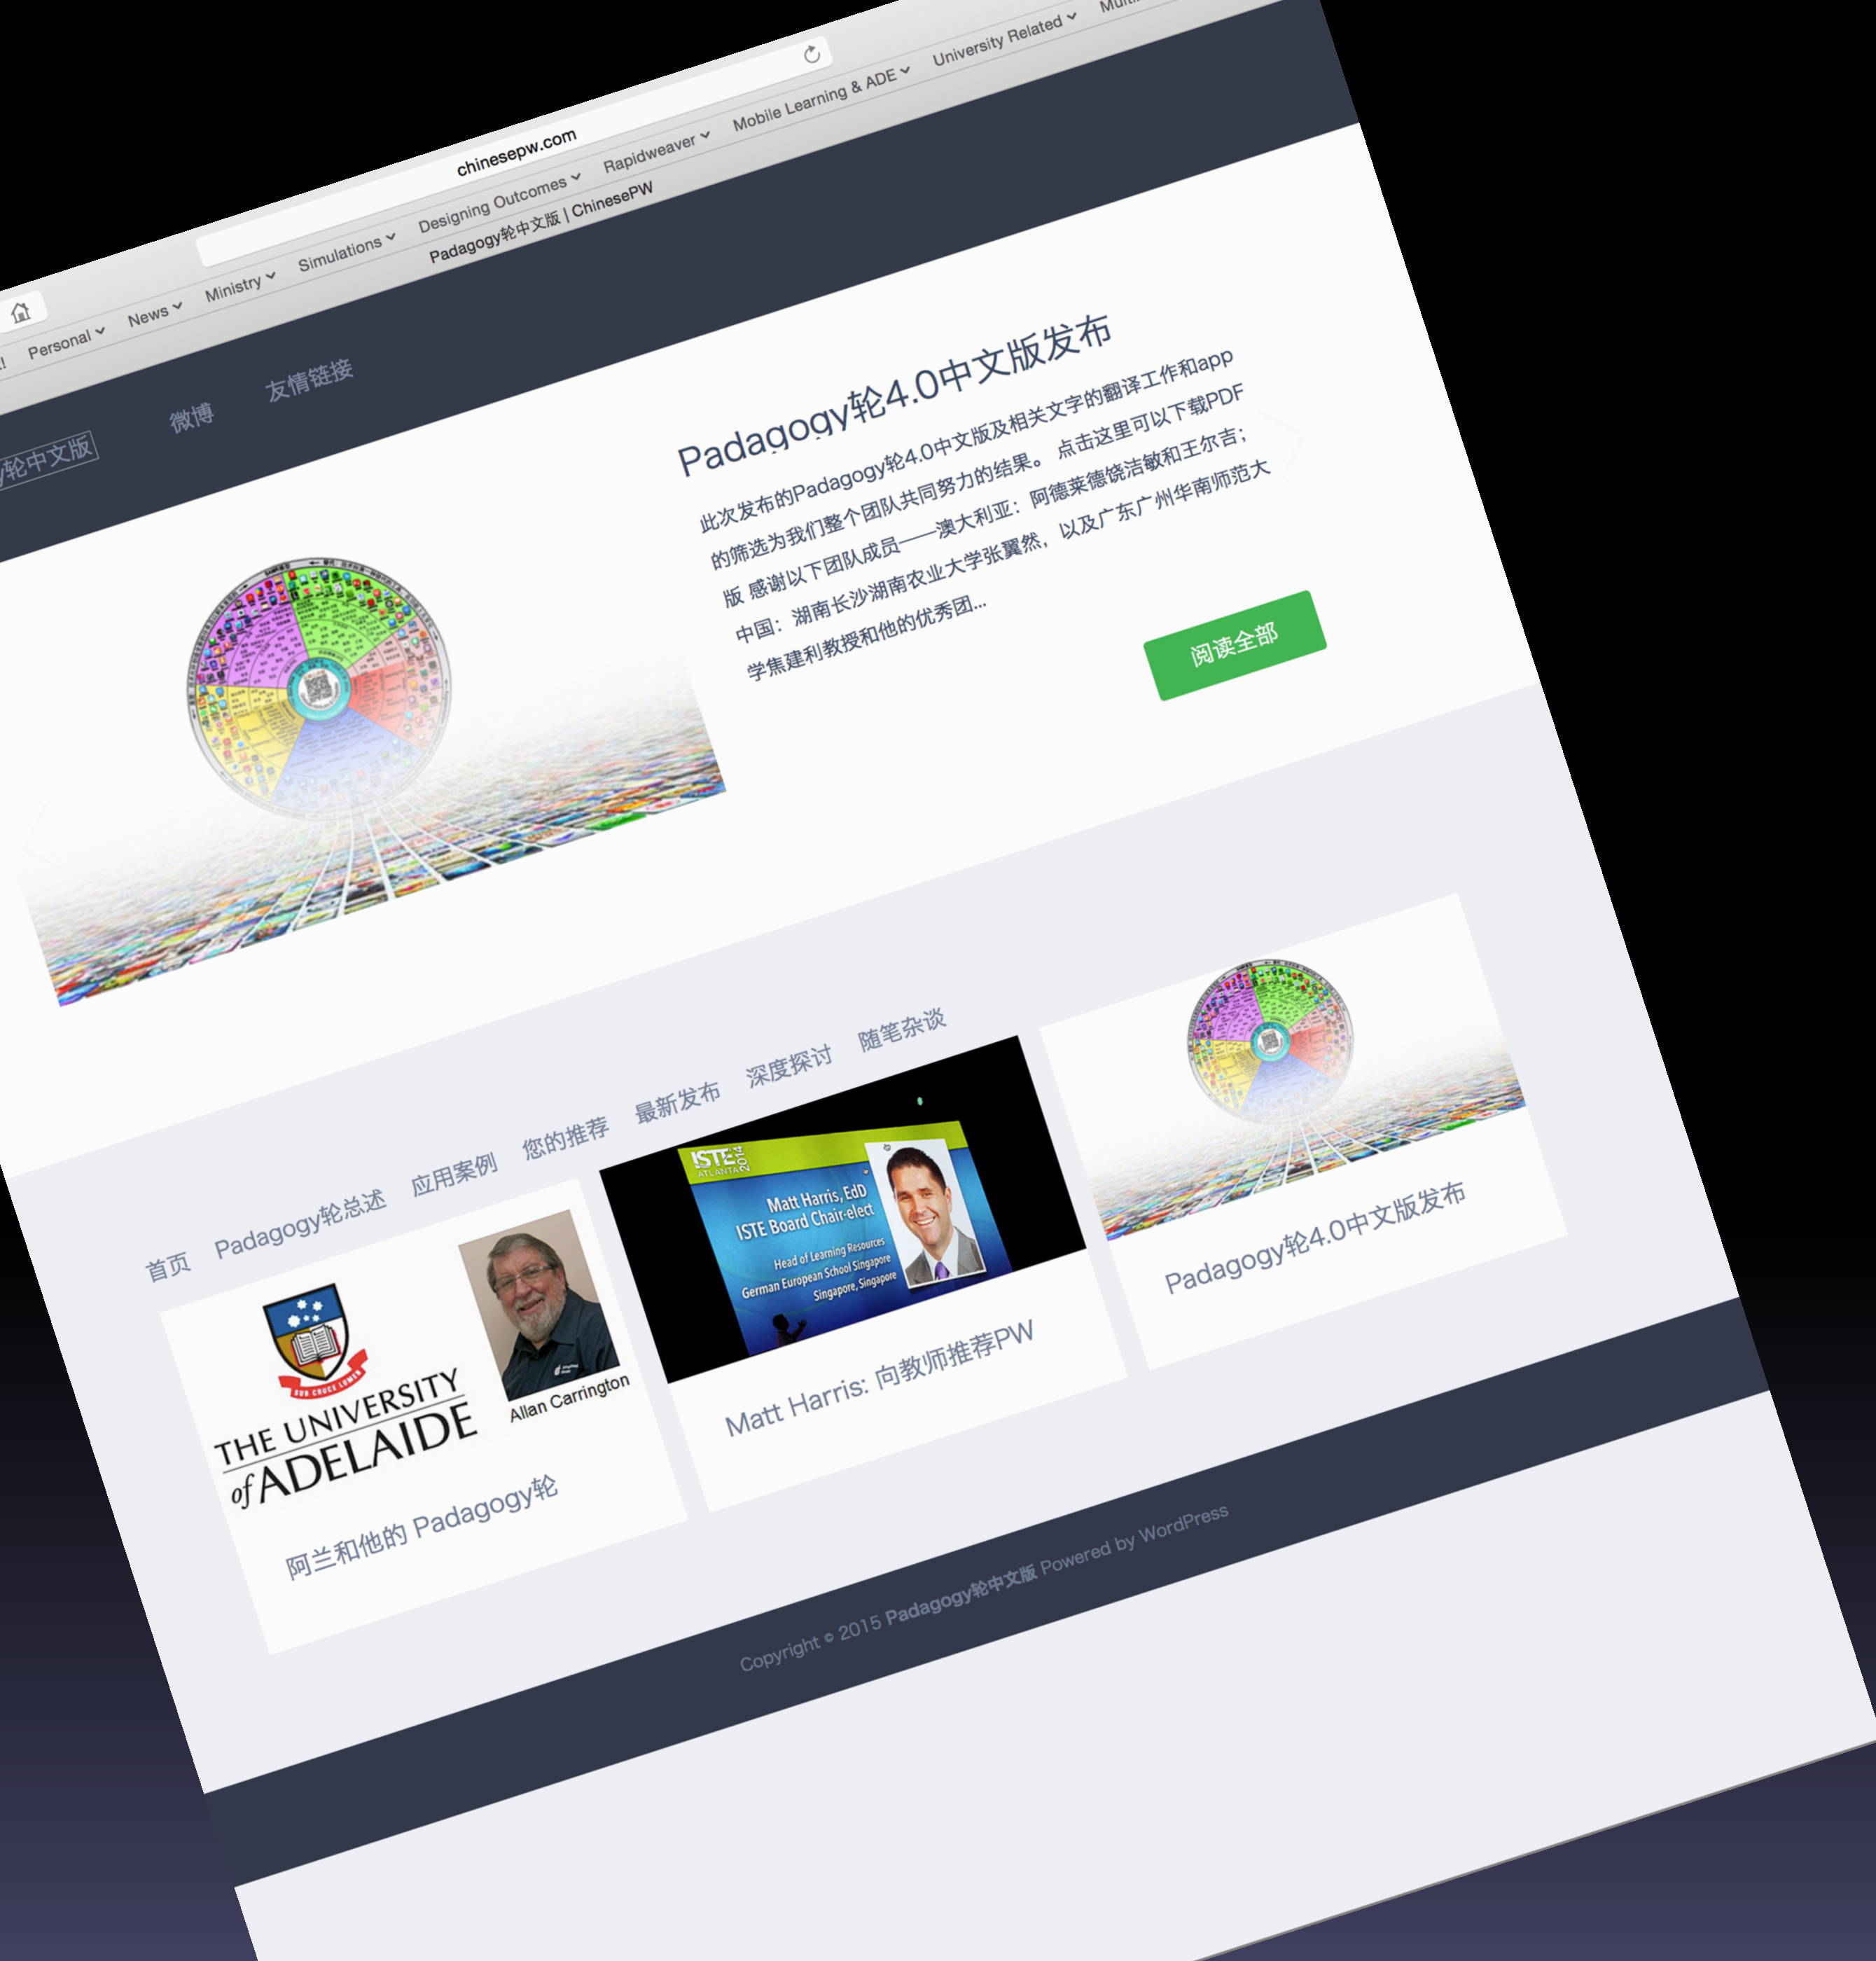 chinesepw.com
Personal
News
Ministry
Simulations
Designing Outcomes
Rapidweaver
Mobile Learning & ADE
University Related
Padagogy轮中文版 | ChinesePW
轮中文版
微博
友情链接
Padagogy轮4.0中文版发布
此次发布的Padagogy轮4.0中文版及相关文字的翻译工作和app
的筛选为我们整个团队共同努力的结果。 点击这里可以下载PDF
版 感谢以下团队成员——澳大利亚：阿德莱德饶洁敏和王尔吉；
中国：湖南长沙湖南农业大学张翼然，以及广东广州华南师范大
学焦建利教授和他的优秀团...
阅读全部
首页 Padagogy轮总述 应用案例 您的推荐 最新发布 深度探讨 随笔杂谈
SUB CRUCE LUMEN
THE UNIVERSITY
of ADELAIDE
Allan Carrington
阿兰和他的 Padagogy轮
ISTE 2014
ATLANTA
Matt Harris, EdD
ISTE Board Chair-elect
Head of Learning Resources
German European School Singapore
Singapore, Singapore
Matt Harris: 向教师推荐PW
Padagogy轮4.0中文版发布
Copyright © 2015 Padagogy轮中文版 Powered by WordPress